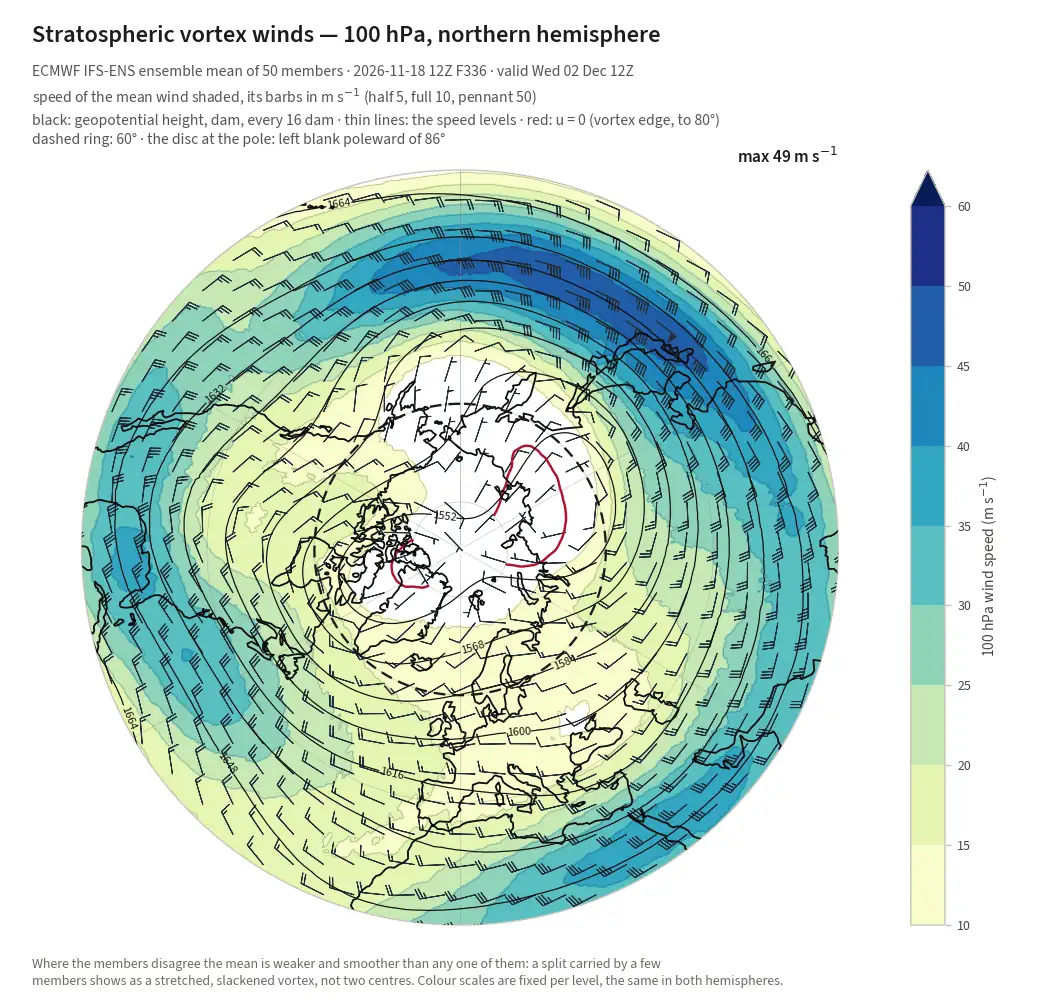 Stratospheric vortex winds — 100 hPa, northern hemisphere
ECMWF IFS-ENS ensemble mean of 50 members · 2026-11-18 12Z F336 · valid Wed 02 Dec 12Z
speed of the mean wind shaded, its barbs in m s⁻¹ (half 5, full 10, pennant 50)
black: geopotential height, dam, every 16 dam · thin lines: the speed levels · red: u = 0 (vortex edge, to 80°)
dashed ring: 60° · the disc at the pole: left blank poleward of 86°
max 49 m s⁻¹
1664
1632
1552
1568
1600
1616
1648
1664
60
50
45
40
35
30
25
20
15
10
100 hPa wind speed (m s⁻¹)
Where the members disagree the mean is weaker and smoother than any one of them: a split carried by a few
members shows as a stretched, slackened vortex, not two centres. Colour scales are fixed per level, the same in both hemispheres.